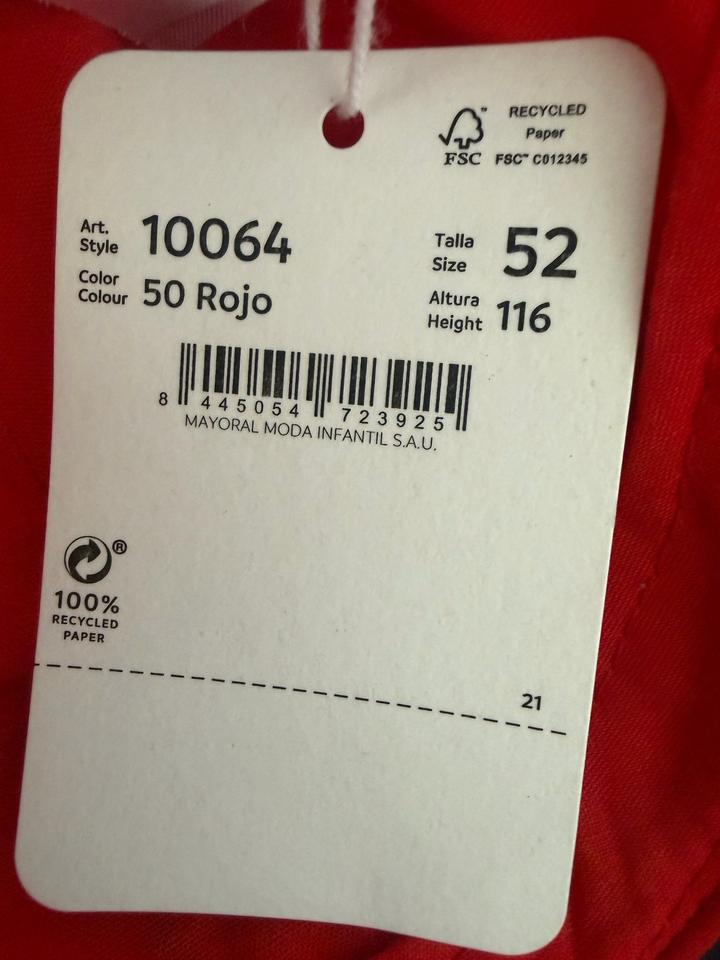 RECYCLED
Paper
FSC™ FSC™ C012345
Art.
Style 10064
Talla
Size 52
Color
Colour 50 Rojo
Altura
Height 116
8 445054 723925
MAYORAL MODA INFANTIL S.A.U.
®
100%
RECYCLED
PAPER
21